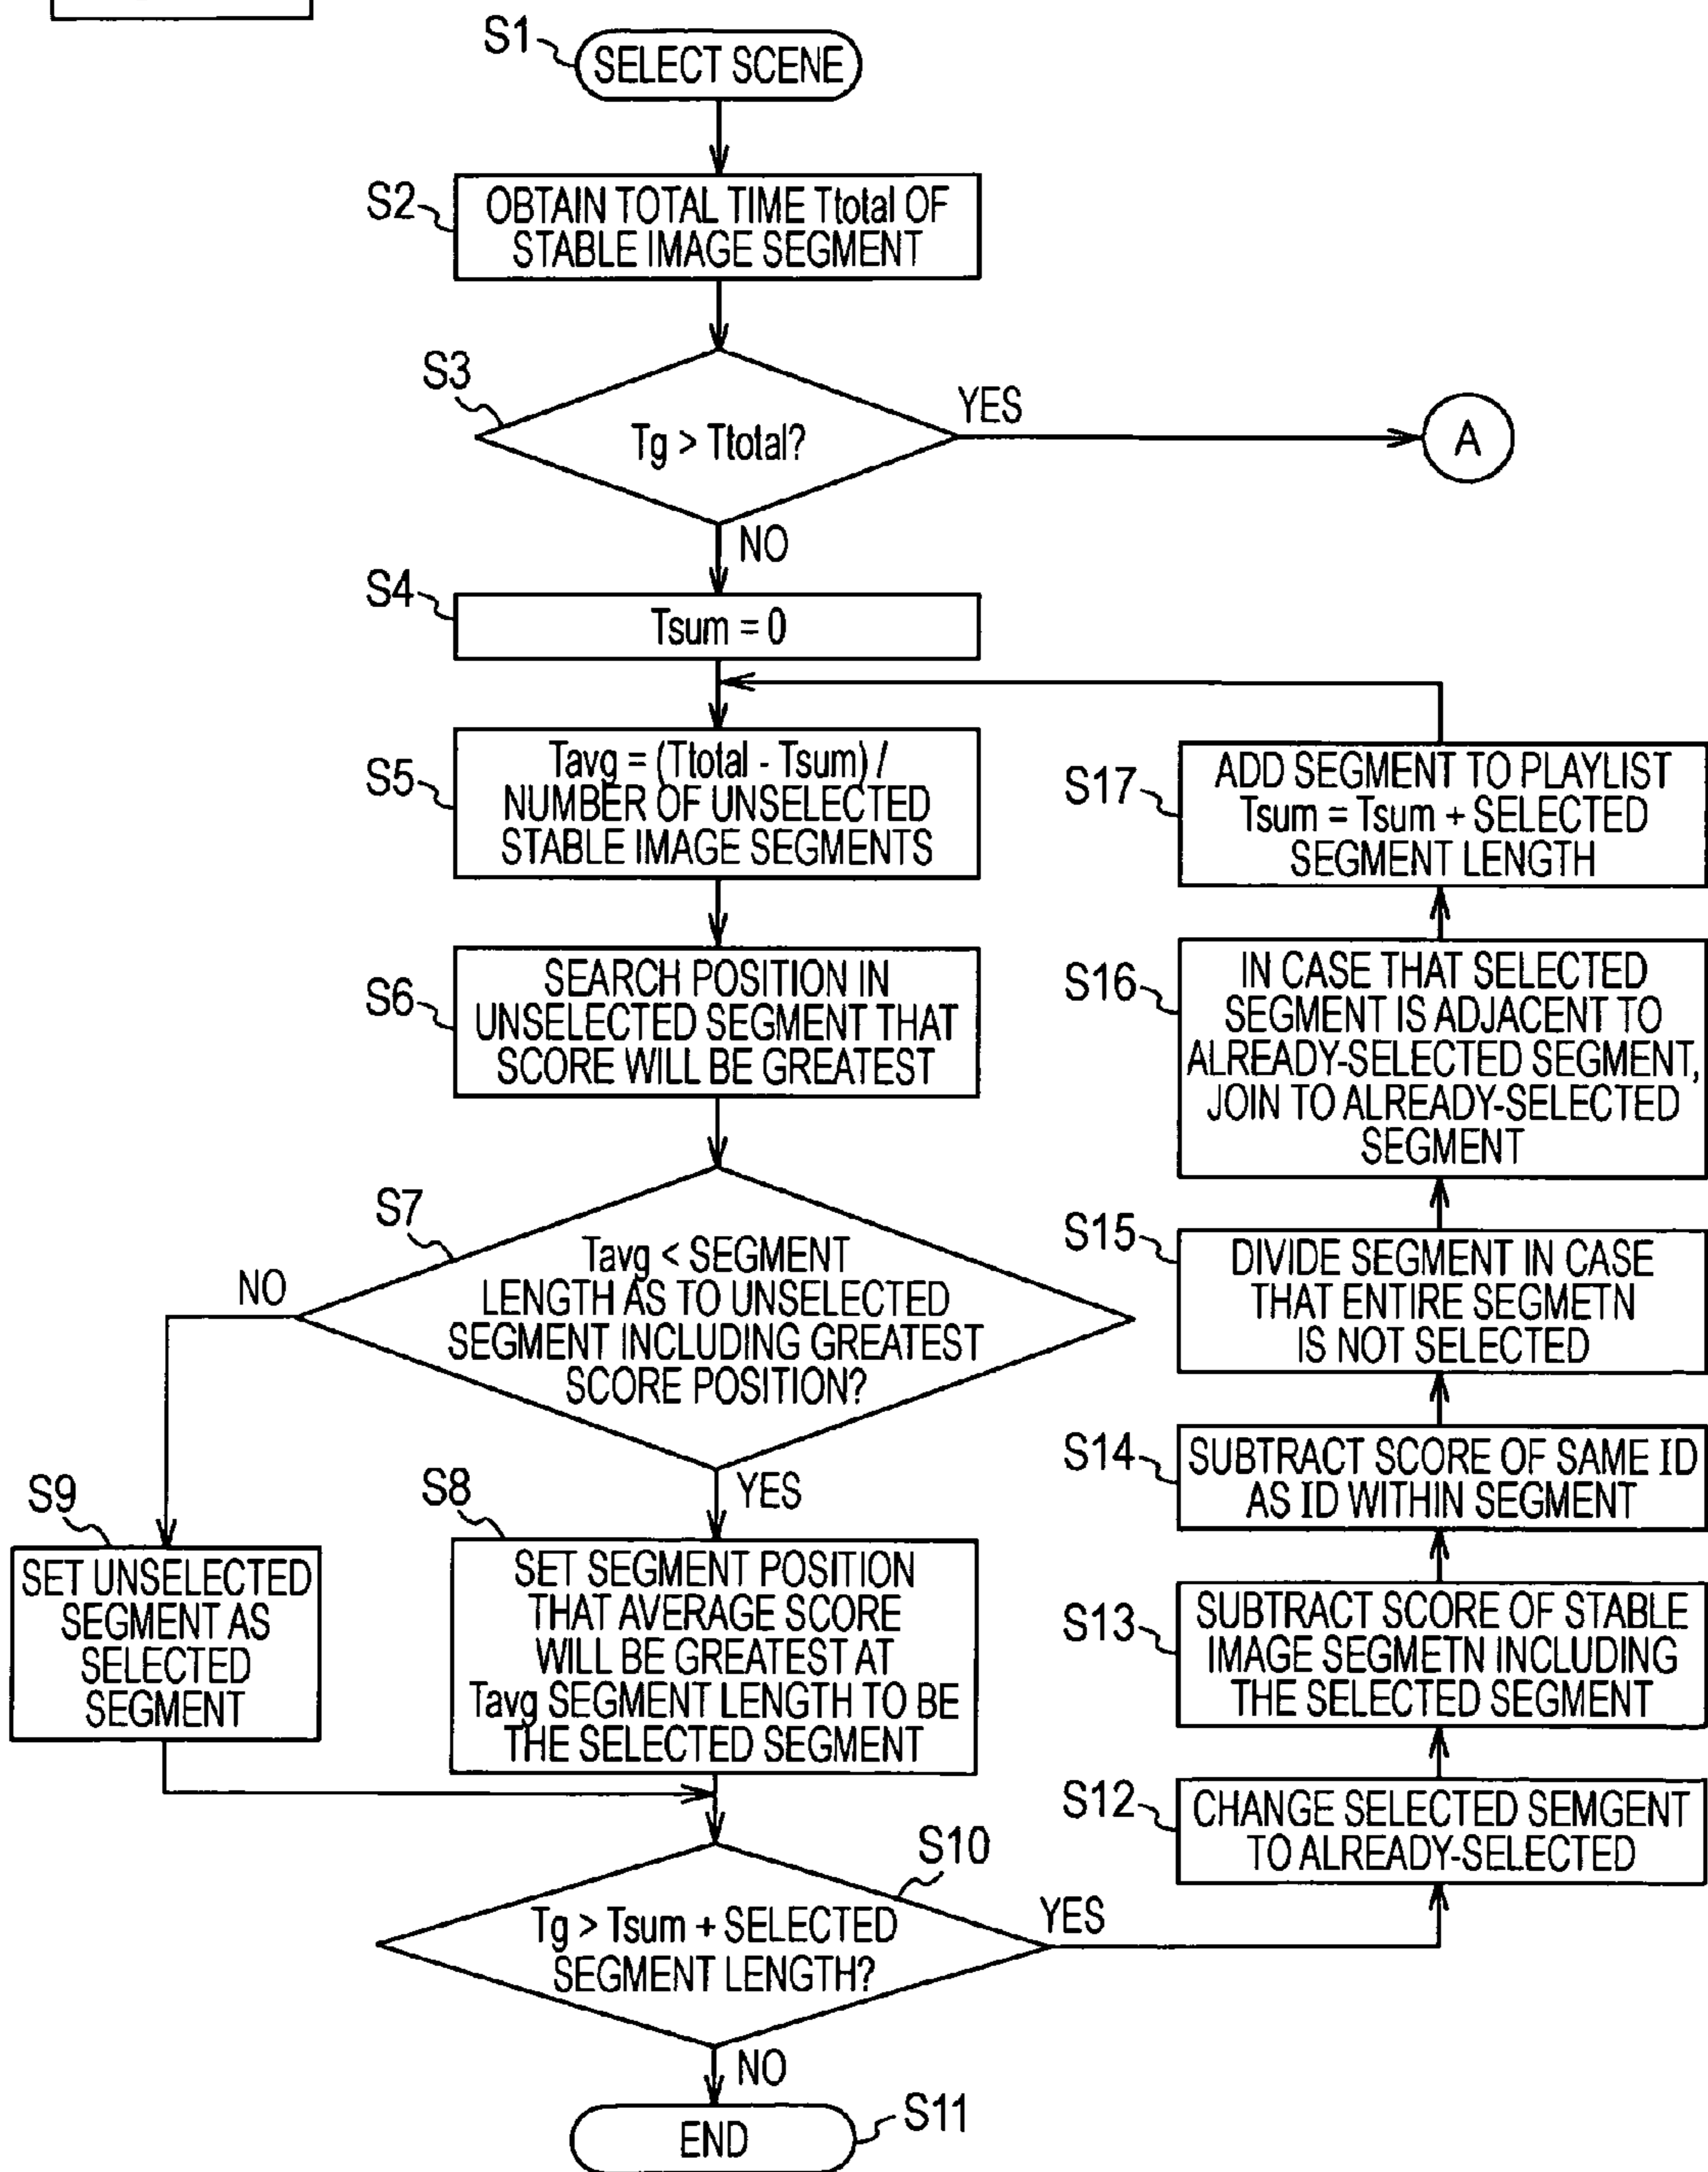 S1
SELECT SCENE
S2
OBTAIN TOTAL TIME Ttotal OF
STABLE IMAGE SEGMENT
S3
Tg > Ttotal?
YES
A
NO
S4
Tsum = 0
S5
Tavg = (Ttotal - Tsum) /
NUMBER OF UNSELECTED
STABLE IMAGE SEGMENTS
S6
SEARCH POSITION IN
UNSELECTED SEGMENT THAT
SCORE WILL BE GREATEST
S7
Tavg < SEGMENT
LENGTH AS TO UNSELECTED
SEGMENT INCLUDING GREATEST
SCORE POSITION?
NO
YES
S9
SET UNSELECTED
SEGMENT AS
SELECTED
SEGMENT
S8
SET SEGMENT POSITION
THAT AVERAGE SCORE
WILL BE GREATEST AT
Tavg SEGMENT LENGTH TO BE
THE SELECTED SEGMENT
S10
Tg > Tsum + SELECTED
SEGMENT LENGTH?
YES
NO
END
S11
S17
ADD SEGMENT TO PLAYLIST
Tsum = Tsum + SELECTED
SEGMENT LENGTH
S16
IN CASE THAT SELECTED
SEGMENT IS ADJACENT TO
ALREADY-SELECTED SEGMENT,
JOIN TO ALREADY-SELECTED
SEGMENT
S15
DIVIDE SEGMENT IN CASE
THAT ENTIRE SEGMETN
IS NOT SELECTED
S14
SUBTRACT SCORE OF SAME ID
AS ID WITHIN SEGMENT
S13
SUBTRACT SCORE OF STABLE
IMAGE SEGMETN INCLUDING
THE SELECTED SEGMENT
S12
CHANGE SELECTED SEMGENT
TO ALREADY-SELECTED